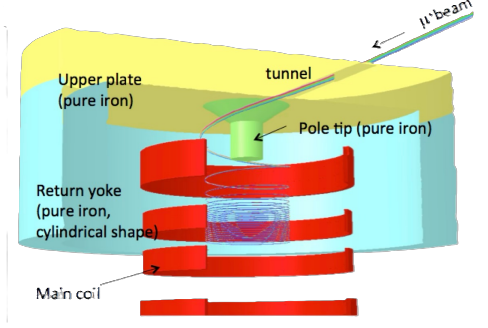 μ⁺beam
tunnel
Upper plate
(pure iron)
Pole tip (pure iron)
Return yoke
(pure iron,
cylindrical shape)
Main coil